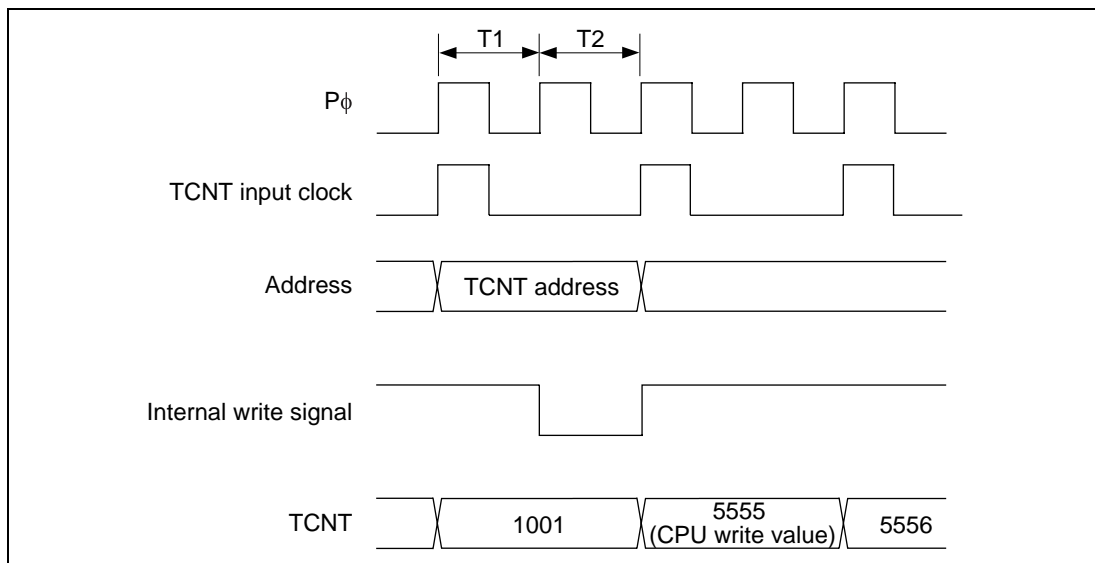 T1 T2
Pϕ
TCNT input clock
Address TCNT address
Internal write signal
TCNT 1001 5555 5556
(CPU write value)